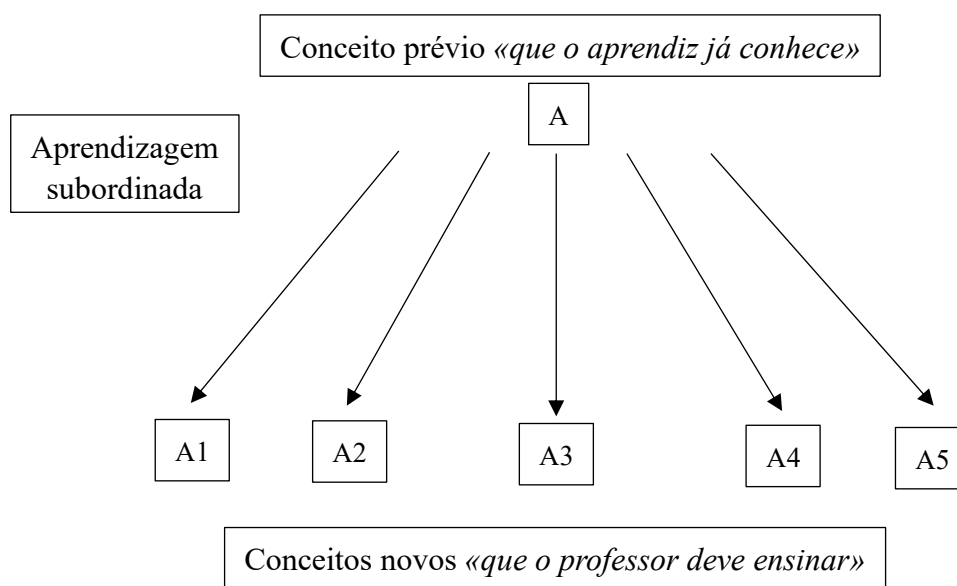 Conceito prévio «que o aprendiz já conhece»
A
Aprendizagem
subordinada
A1
A2
A3
A4
A5
Conceitos novos «que o professor deve ensinar»